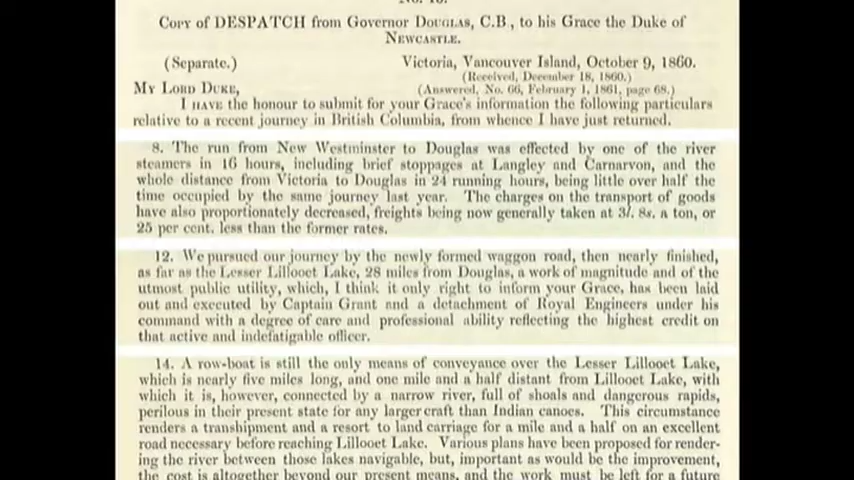 Copy of DESPATCH from Governor Douglas, C.B., to his Grace the Duke of
Newcastle.
(Separate.) Victoria, Vancouver Island, October 9, 1860.
(Received, December 18, 1860.)
My Lord Duke, (Answered, No. 66, February 1, 1861, page 68.)
I have the honour to submit for your Grace's information the following particulars
relative to a recent journey in British Columbia, from whence I have just returned.
8. The run from New Westminster to Douglas was effected by one of the river
steamers in 16 hours, including brief stoppages at Langley and Carnarvon, and the
whole distance from Victoria to Douglas in 24 running hours, being little over half the
time occupied by the same journey last year. The charges on the transport of goods
have also proportionately decreased, freights being now generally taken at 3l. 8s. a ton, or
25 per cent. less than the former rates.
12. We pursued our journey by the newly formed waggon road, then nearly finished,
as far as the Lesser Lillooet Lake, 28 miles from Douglas, a work of magnitude and of the
utmost public utility, which, I think it only right to inform your Grace, has been laid
out and executed by Captain Grant and a detachment of Royal Engineers under his
command with a degree of care and professional ability reflecting the highest credit on
that active and indefatigable officer.
14. A row-boat is still the only means of conveyance over the Lesser Lillooet Lake,
which is nearly five miles long, and one mile and a half distant from Lillooet Lake, with
which it is, however, connected by a narrow river, full of shoals and dangerous rapids,
perilous in their present state for any larger craft than Indian canoes. This circumstance
renders a transhipment and a resort to land carriage for a mile and a half on an excellent
road necessary before reaching Lillooet Lake. Various plans have been proposed for render-
ing the river between those lakes navigable, but, important as would be the improvement,
the cost is altogether beyond our present means, and the work must be left for a future